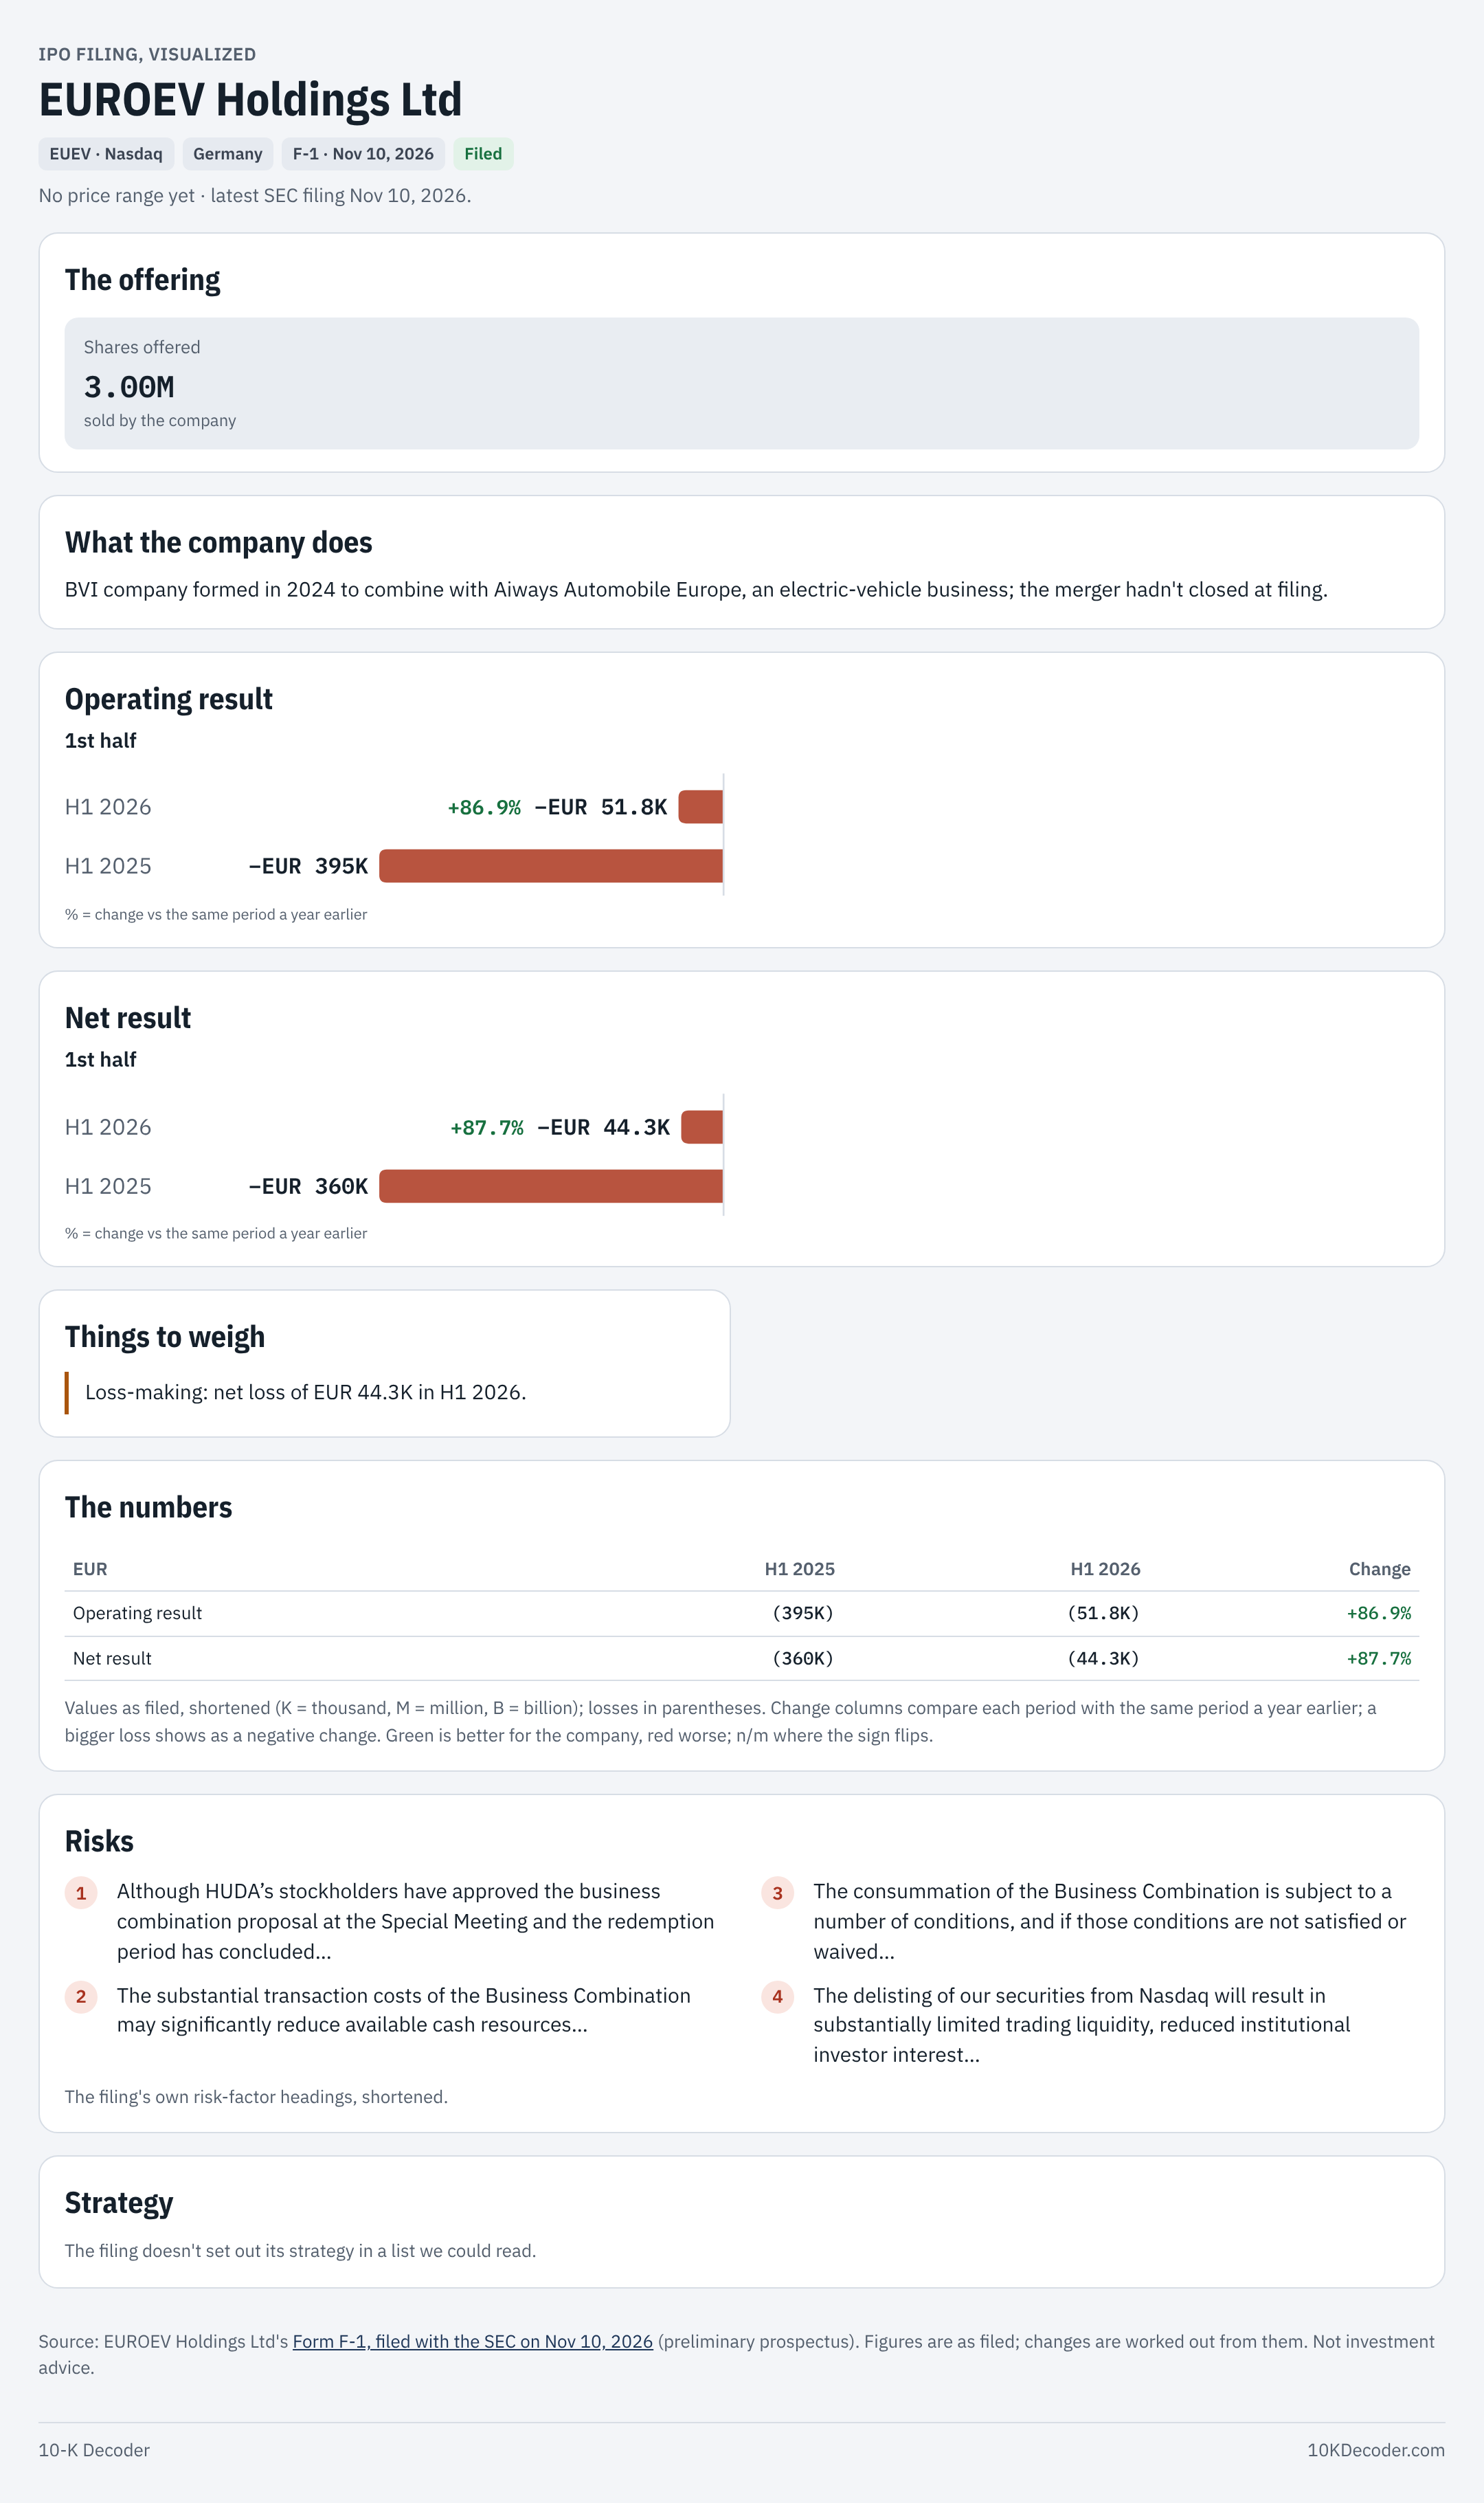 IPO FILING, VISUALIZED
EUROEV Holdings Ltd
EUEV · Nasdaq
Germany
F-1 · Nov 10, 2026
Filed
No price range yet · latest SEC filing Nov 10, 2026.
The offering
Shares offered
3.00M
sold by the company
What the company does
BVI company formed in 2024 to combine with Aiways Automobile Europe, an electric-vehicle business; the merger hadn't closed at filing.
Operating result
1st half
H1 2026 +86.9% −EUR 51.8K
H1 2025 −EUR 395K
% = change vs the same period a year earlier
Net result
1st half
H1 2026 +87.7% −EUR 44.3K
H1 2025 −EUR 360K
% = change vs the same period a year earlier
Things to weigh
Loss-making: net loss of EUR 44.3K in H1 2026.
The numbers
EUR H1 2025 H1 2026 Change
Operating result (395K) (51.8K) +86.9%
Net result (360K) (44.3K) +87.7%
Values as filed, shortened (K = thousand, M = million, B = billion); losses in parentheses. Change columns compare each period with the same period a year earlier; a
bigger loss shows as a negative change. Green is better for the company, red worse; n/m where the sign flips.
Risks
1 Although HUDA’s stockholders have approved the business
combination proposal at the Special Meeting and the redemption
period has concluded…
2 The substantial transaction costs of the Business Combination
may significantly reduce available cash resources…
3 The consummation of the Business Combination is subject to a
number of conditions, and if those conditions are not satisfied or
waived…
4 The delisting of our securities from Nasdaq will result in
substantially limited trading liquidity, reduced institutional
investor interest…
The filing's own risk-factor headings, shortened.
Strategy
The filing doesn't set out its strategy in a list we could read.
Source: EUROEV Holdings Ltd's Form F-1, filed with the SEC on Nov 10, 2026 (preliminary prospectus). Figures are as filed; changes are worked out from them. Not investment
advice.
10-K Decoder
10KDecoder.com